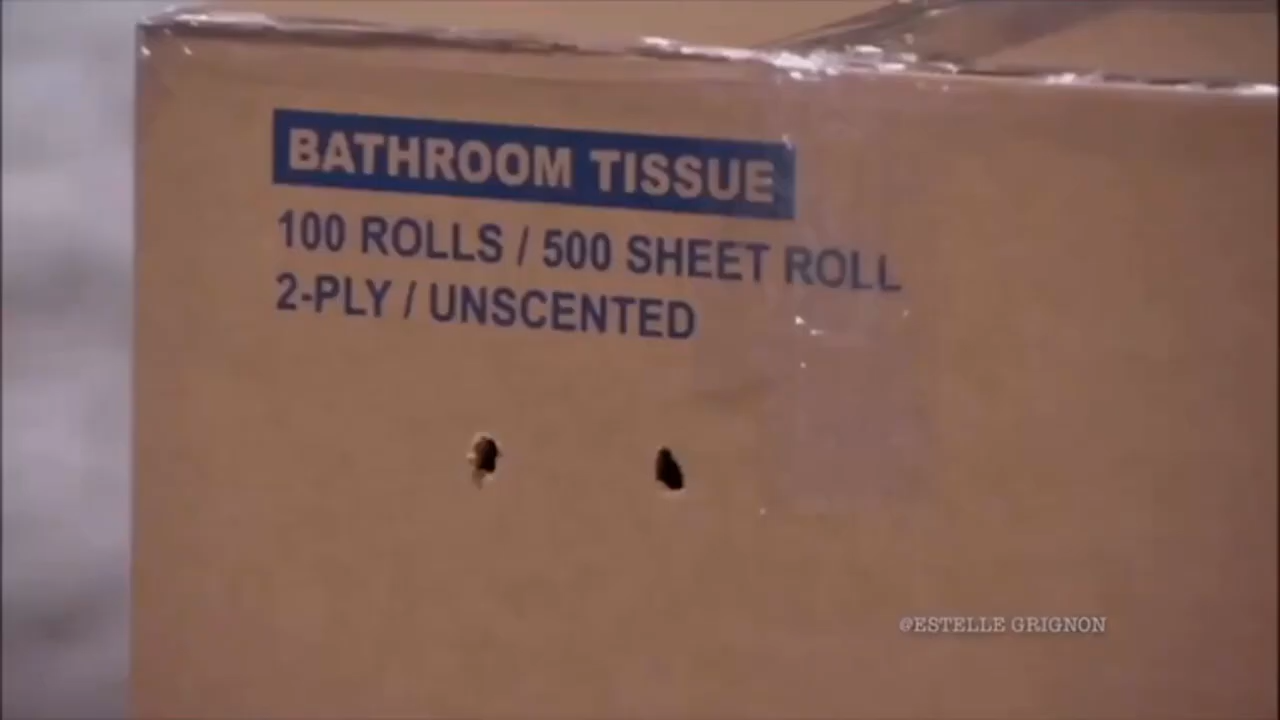 BATHROOM TISSUE
100 ROLLS / 500 SHEET ROLL
2-PLY / UNSCENTED
@ESTELLE GRIGNON